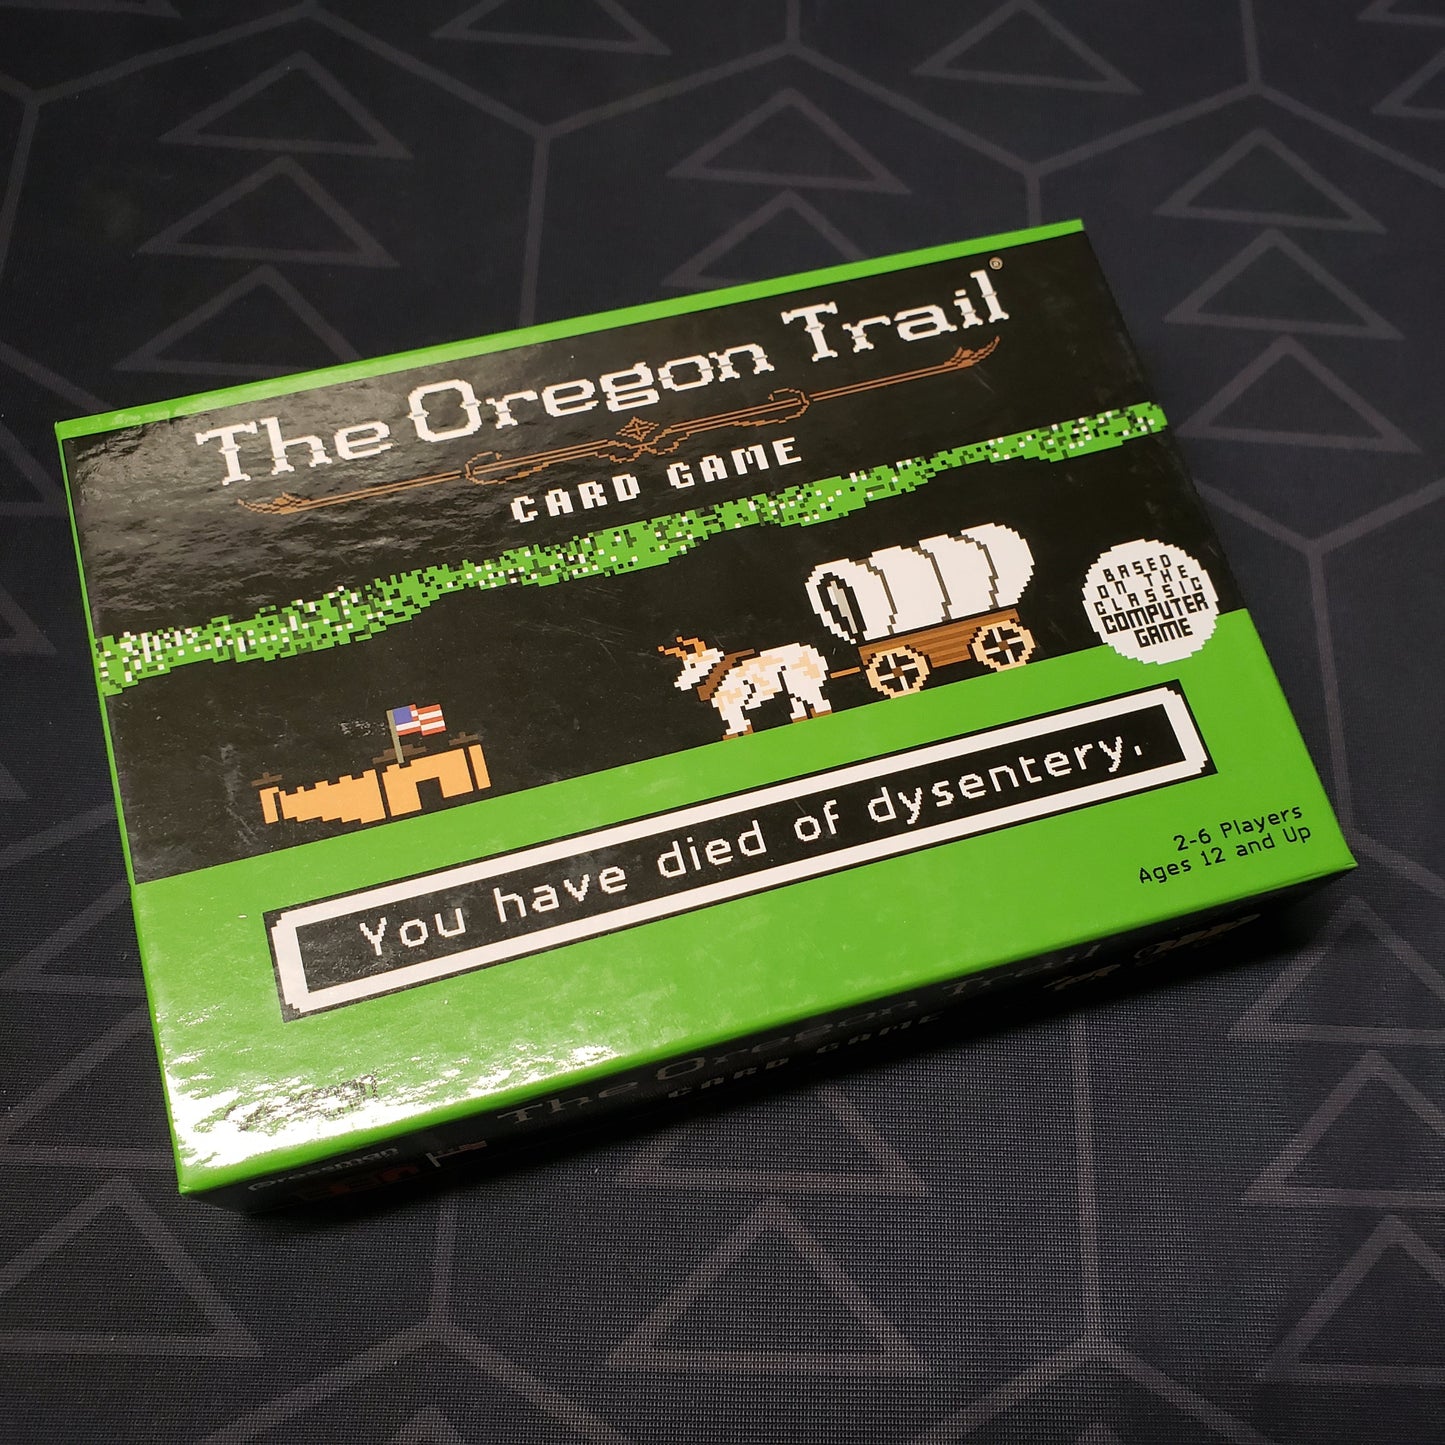 The Oregon Trail®
CARD GAME
BASED
ON THE
CLASSIC
COMPUTER
GAME
You have died of dysentery.
2-6 Players
Ages 12 and Up
The Oregon Trail
CARD GAME
Pressman